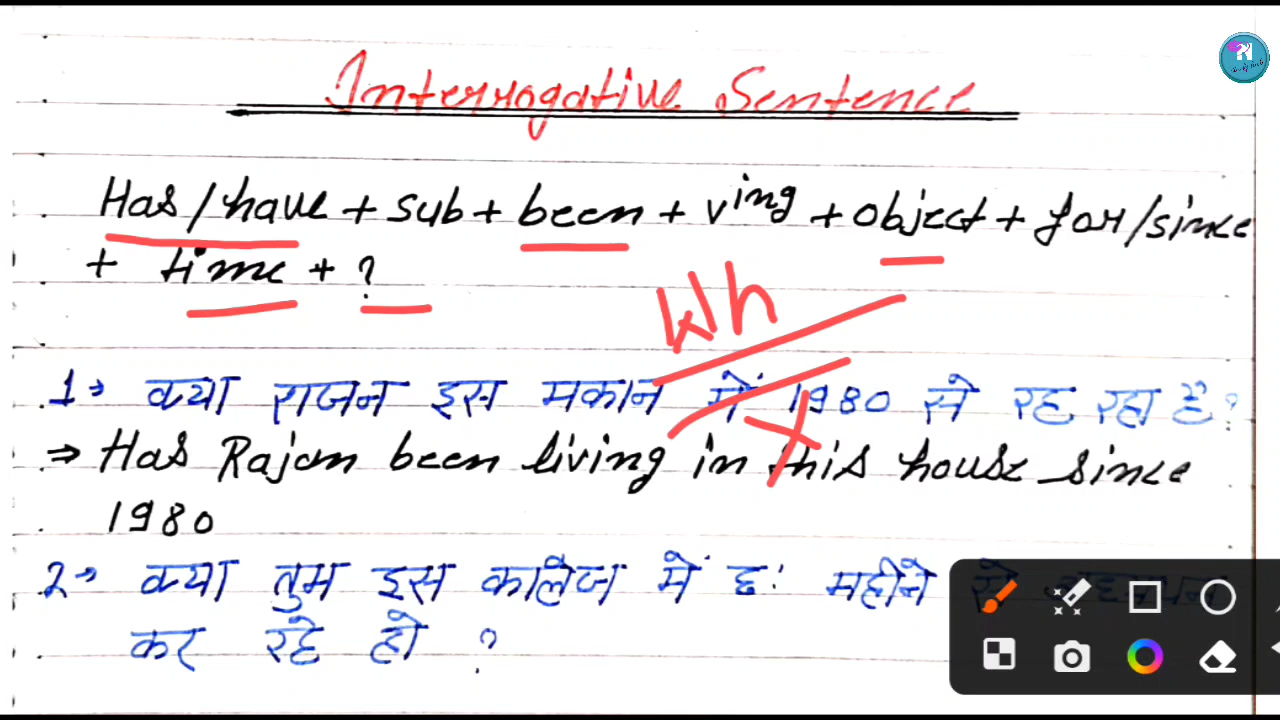 Interrogative Sentence
Has/have + sub + been + ving + object + for/since
+ time + ?
Wh
1→ क्या राजन इस मकान में 1980 से रह रहा है?
⇒ Has Rajan been living in this house since
1980
2→ क्या तुम इस कालेज में छः महीने से
कर रहे हो ?